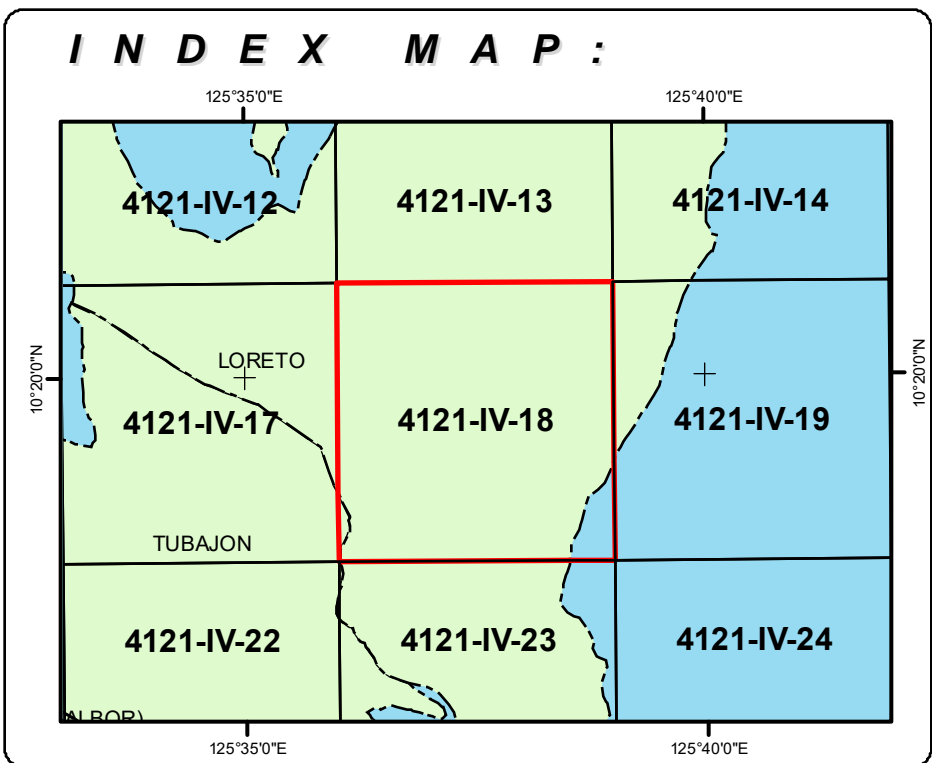 INDEX MAP:
125°35'0"E 125°40'0"E
4121-IV-12 4121-IV-13 4121-IV-14
LORETO
10°20'0"N 10°20'0"N
4121-IV-17 4121-IV-18 4121-IV-19
TUBAJON
4121-IV-22 4121-IV-23 4121-IV-24
ALBOR)
125°35'0"E 125°40'0"E